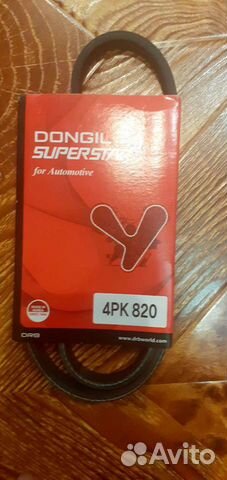 DONGIL
SUPERSTAR
for Automotive
4PK 820
DRB
www.drbworld.com
Avito